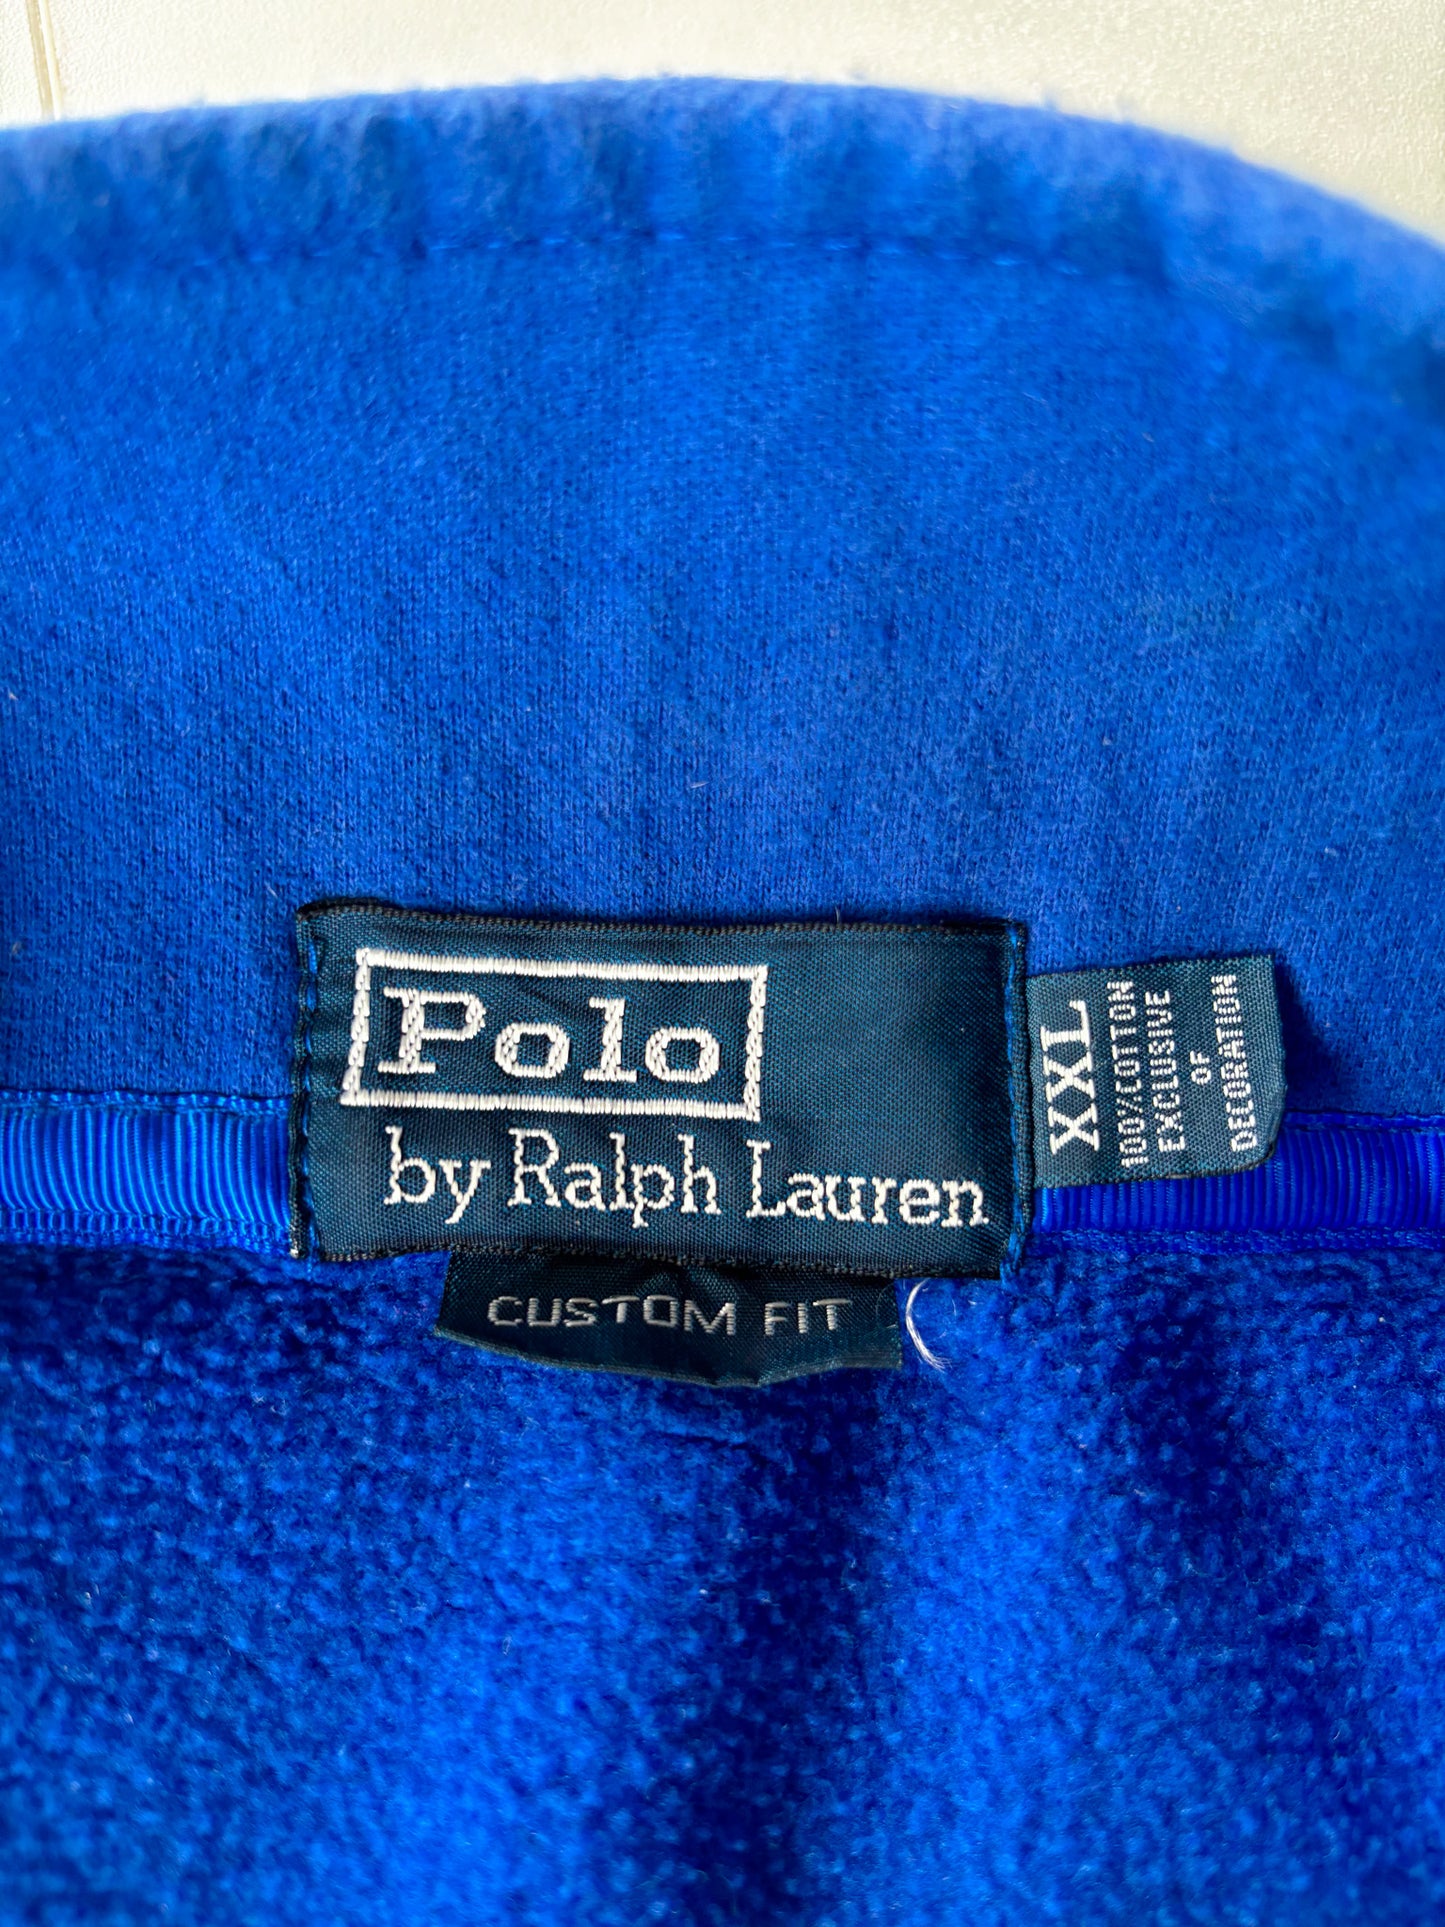 Polo
by Ralph Lauren
CUSTOM FIT
XXL
100%COTTON
EXCLUSIVE
OF
DECORATION